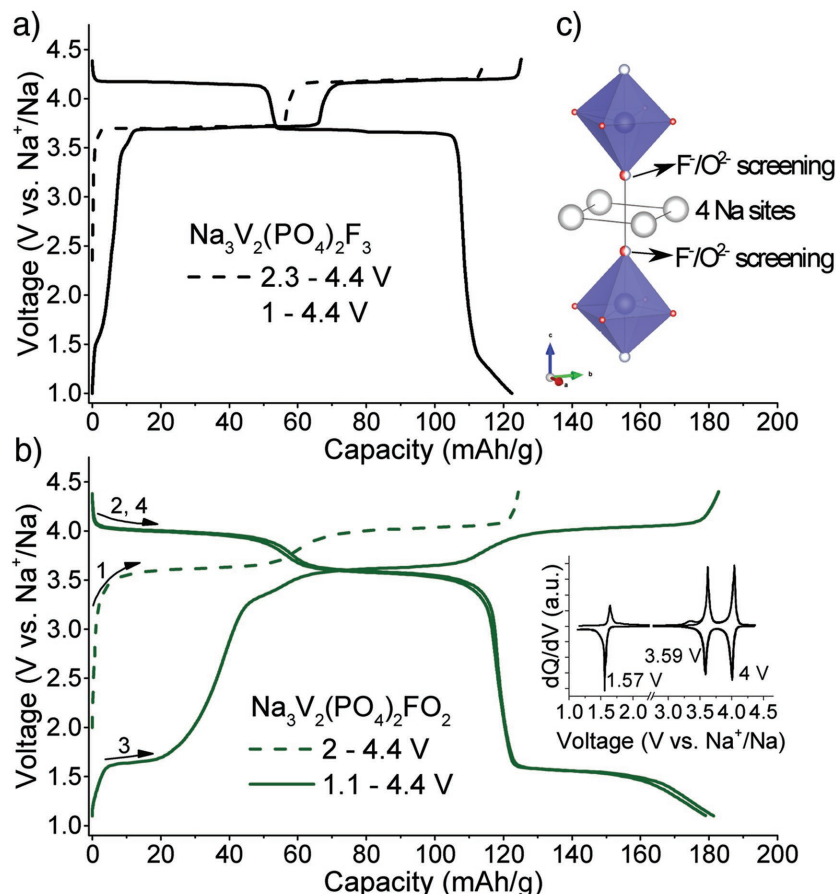 a)
4.5
4.0
3.5
3.0
2.5
2.0
1.5
1.0
Voltage (V vs. Na⁺/Na)
Na₃V₂(PO₄)₂F₃
2.3 - 4.4 V
1 - 4.4 V
0 20 40 60 80 100 120 140 160 180 200
Capacity (mAh/g)
c)
F⁻/O²⁻ screening
4 Na sites
F⁻/O²⁻ screening
c
b
a
b)
4.5
4.0
3.5
3.0
2.5
2.0
1.5
1.0
Voltage (V vs. Na⁺/Na)
2, 4
1
3
Na₃V₂(PO₄)₂FO₂
2 - 4.4 V
1.1 - 4.4 V
0 20 40 60 80 100 120 140 160 180 200
Capacity (mAh/g)
dQ/dV (a.u.)
3.59 V
1.57 V
4 V
1.0 1.5 2.0 3.0 3.5 4.0 4.5
Voltage (V vs. Na⁺/Na)